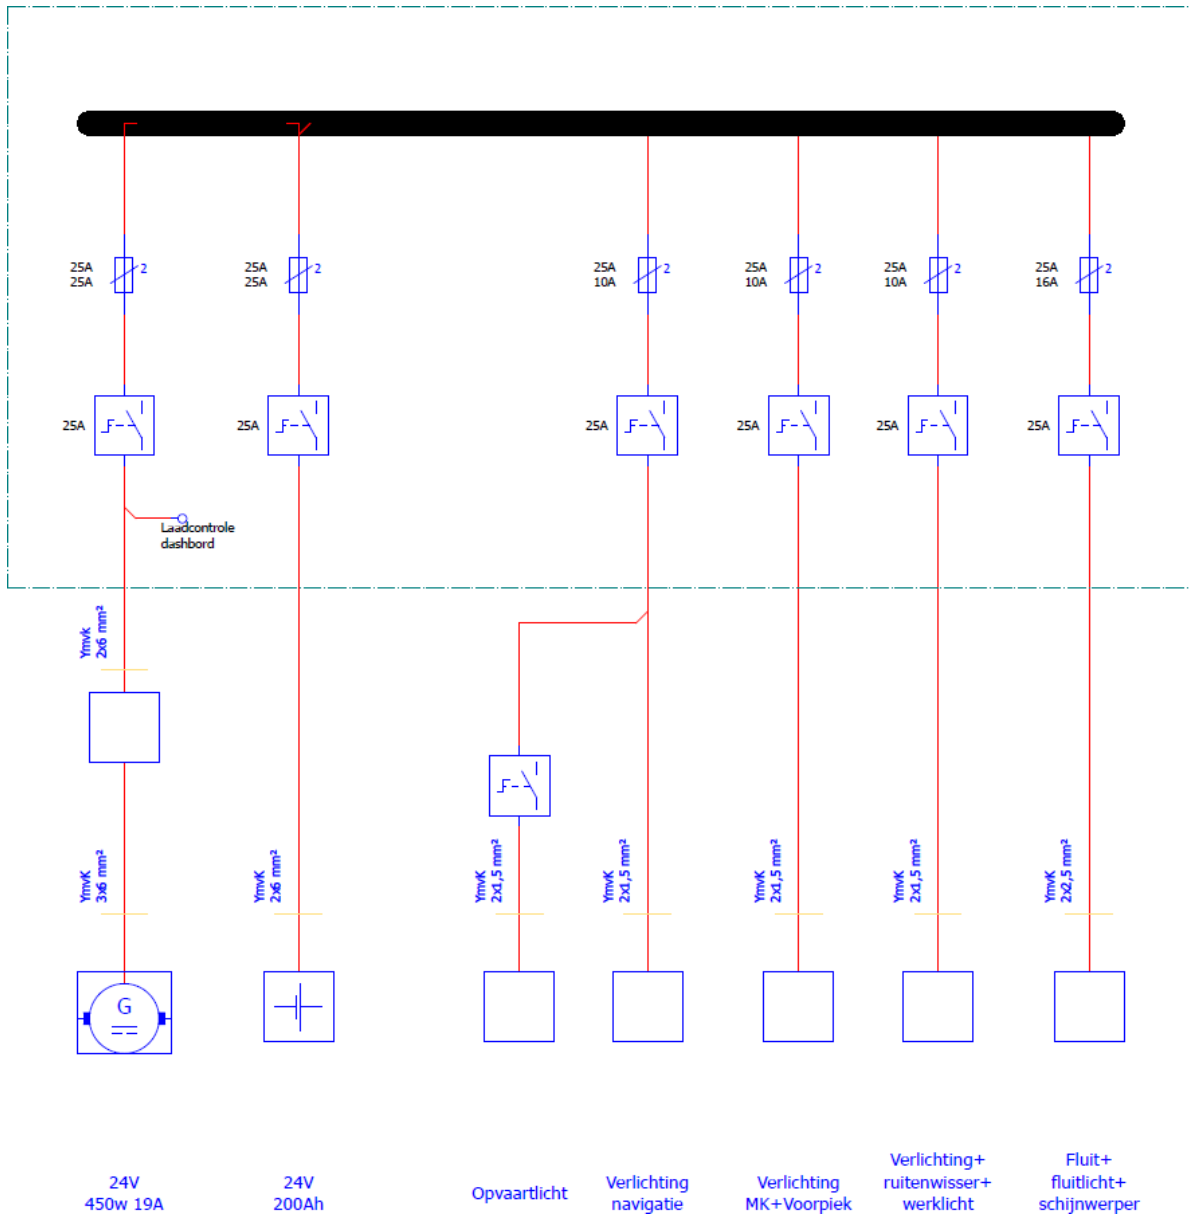 25A
25A
2
25A
25A
2
25A
10A
2
25A
10A
2
25A
10A
2
25A
16A
2
25A
25A
25A
25A
25A
25A
Laadcontrole
dashbord
Ymvk
2x6 mm²
YmvK
3x6 mm²
YmvK
2x6 mm²
YmvK
2x1,5 mm²
YmvK
2x1,5 mm²
YmvK
2x1,5 mm²
YmvK
2x1,5 mm²
YmvK
2x2,5 mm²
G
24V
450w 19A
24V
200Ah
Opvaartlicht
Verlichting
navigatie
Verlichting
MK+Voorpiek
Verlichting+
ruitenwisser+
werklicht
Fluit+
fluitlicht+
schijnwerper